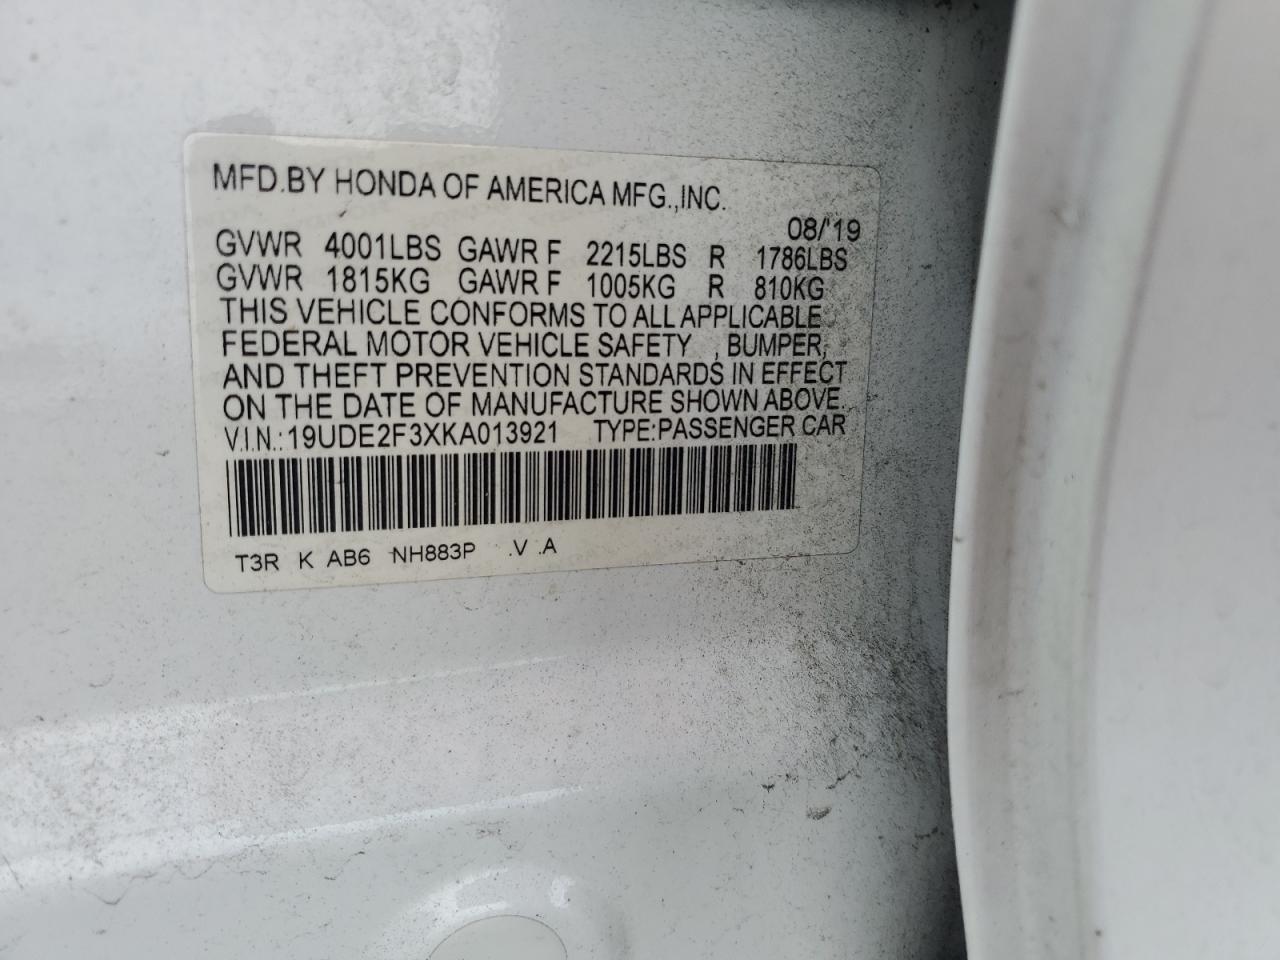 MFD.BY HONDA OF AMERICA MFG.,INC.
08/'19
GVWR 4001LBS GAWR F 2215LBS R 1786LBS
GVWR 1815KG GAWR F 1005KG R 810KG
THIS VEHICLE CONFORMS TO ALL APPLICABLE
FEDERAL MOTOR VEHICLE SAFETY , BUMPER,
AND THEFT PREVENTION STANDARDS IN EFFECT
ON THE DATE OF MANUFACTURE SHOWN ABOVE.
V.I.N.:19UDE2F3XKA013921 TYPE:PASSENGER CAR
T3R K AB6 NH883P .V .A